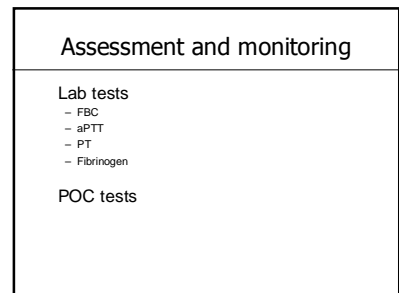 Assessment and monitoring
Lab tests
– FBC
– aPTT
– PT
– Fibrinogen
POC tests